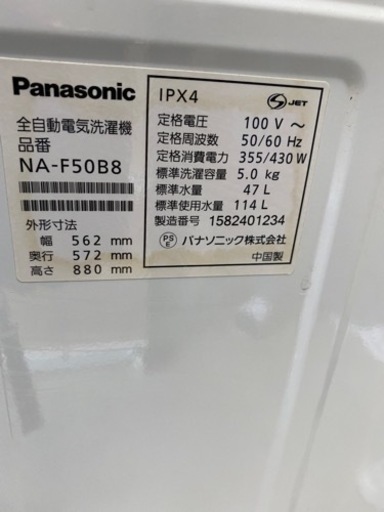 Panasonic
全自動電気洗濯機
品番
NA-F50B8
外形寸法
幅 562 mm
奥行 572 mm
高さ 880 mm
IPX4
S JET
定格電圧 100 V ～
定格周波数 50/60 Hz
定格消費電力 355/430 W
標準洗濯容量 5.0 kg
標準水量 47 L
標準使用水量 114 L
製造番号 1582401234
PS E パナソニック株式会社
中国製